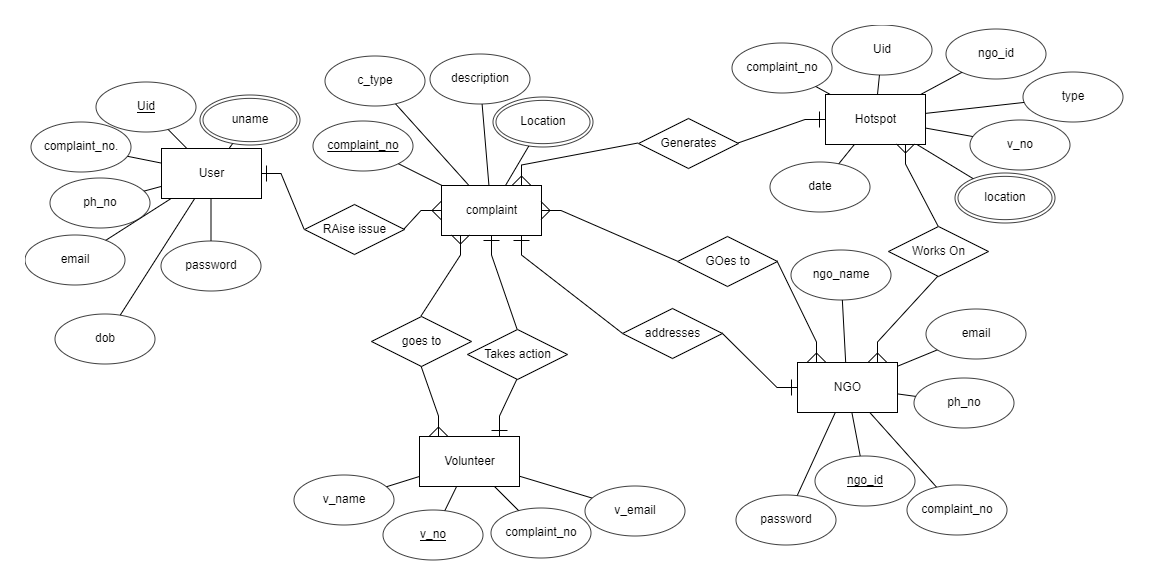 Uid
ngo_id
complaint_no
c_type
description
type
Uid
uname
Location
Hotspot
v_no
Generates
complaint_no.
complaint_no
User
date
location
ph_no
complaint
RAise issue
Works On
email
password
GOes to
ngo_name
dob
goes to
Takes action
addresses
email
NGO
ph_no
Volunteer
ngo_id
v_name
v_no
complaint_no
v_email
password
complaint_no